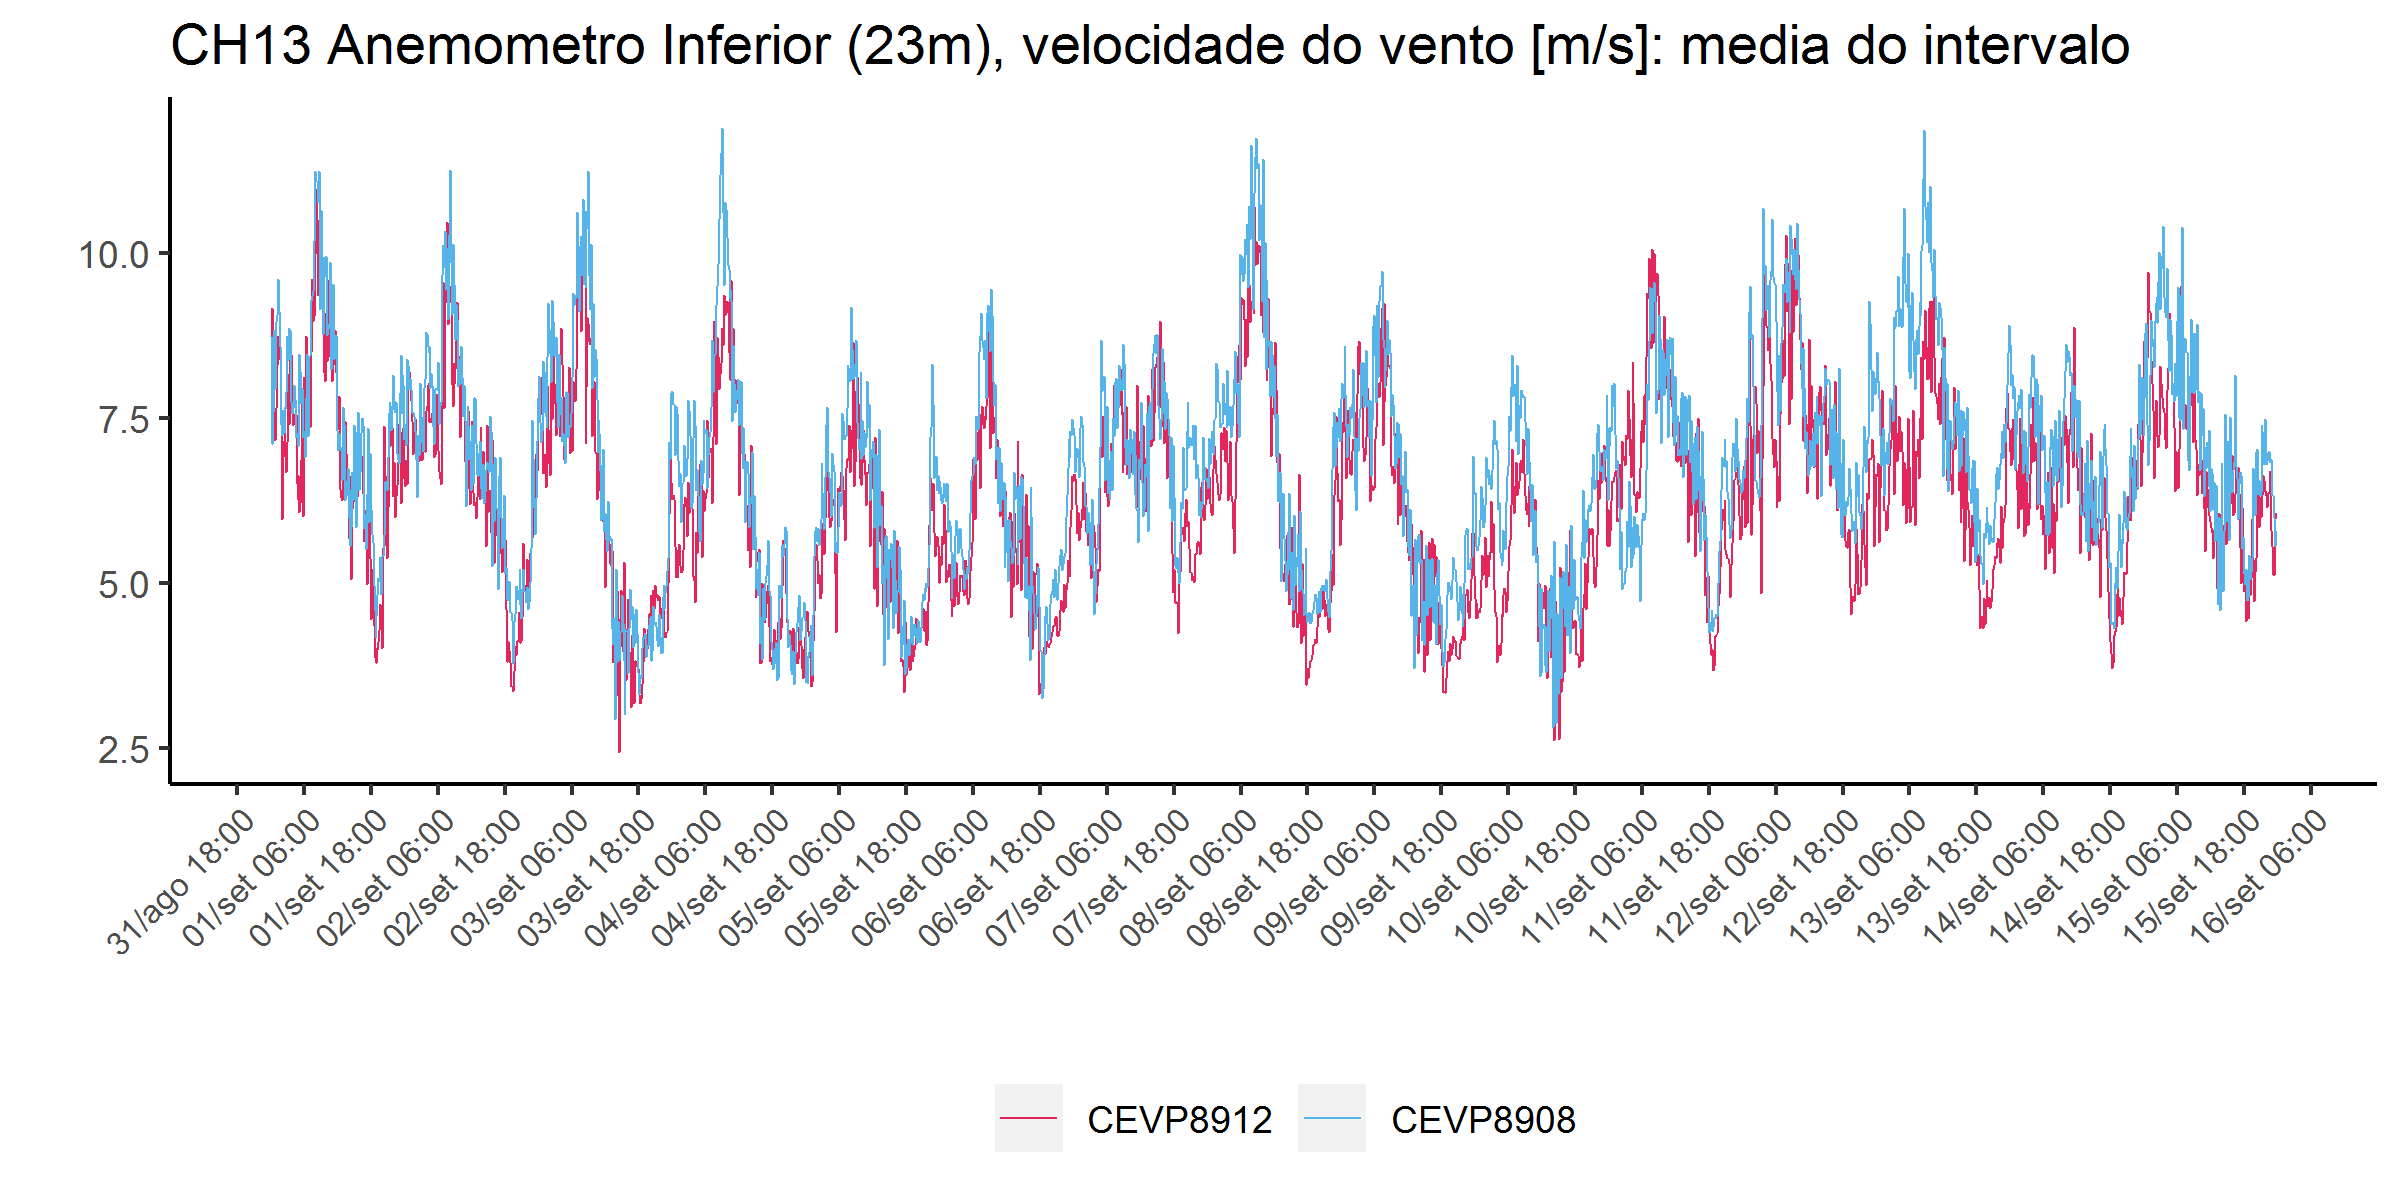 CH13 Anemometro Inferior (23m), velocidade do vento [m/s]: media do intervalo
10.0
7.5
5.0
2.5
31/ago 18:00
01/set 06:00
01/set 18:00
02/set 06:00
02/set 18:00
03/set 06:00
03/set 18:00
04/set 06:00
04/set 18:00
05/set 06:00
05/set 18:00
06/set 06:00
06/set 18:00
07/set 06:00
07/set 18:00
08/set 06:00
08/set 18:00
09/set 06:00
09/set 18:00
10/set 06:00
10/set 18:00
11/set 06:00
11/set 18:00
12/set 06:00
12/set 18:00
13/set 06:00
13/set 18:00
14/set 06:00
14/set 18:00
15/set 06:00
15/set 18:00
16/set 06:00
CEVP8912
CEVP8908